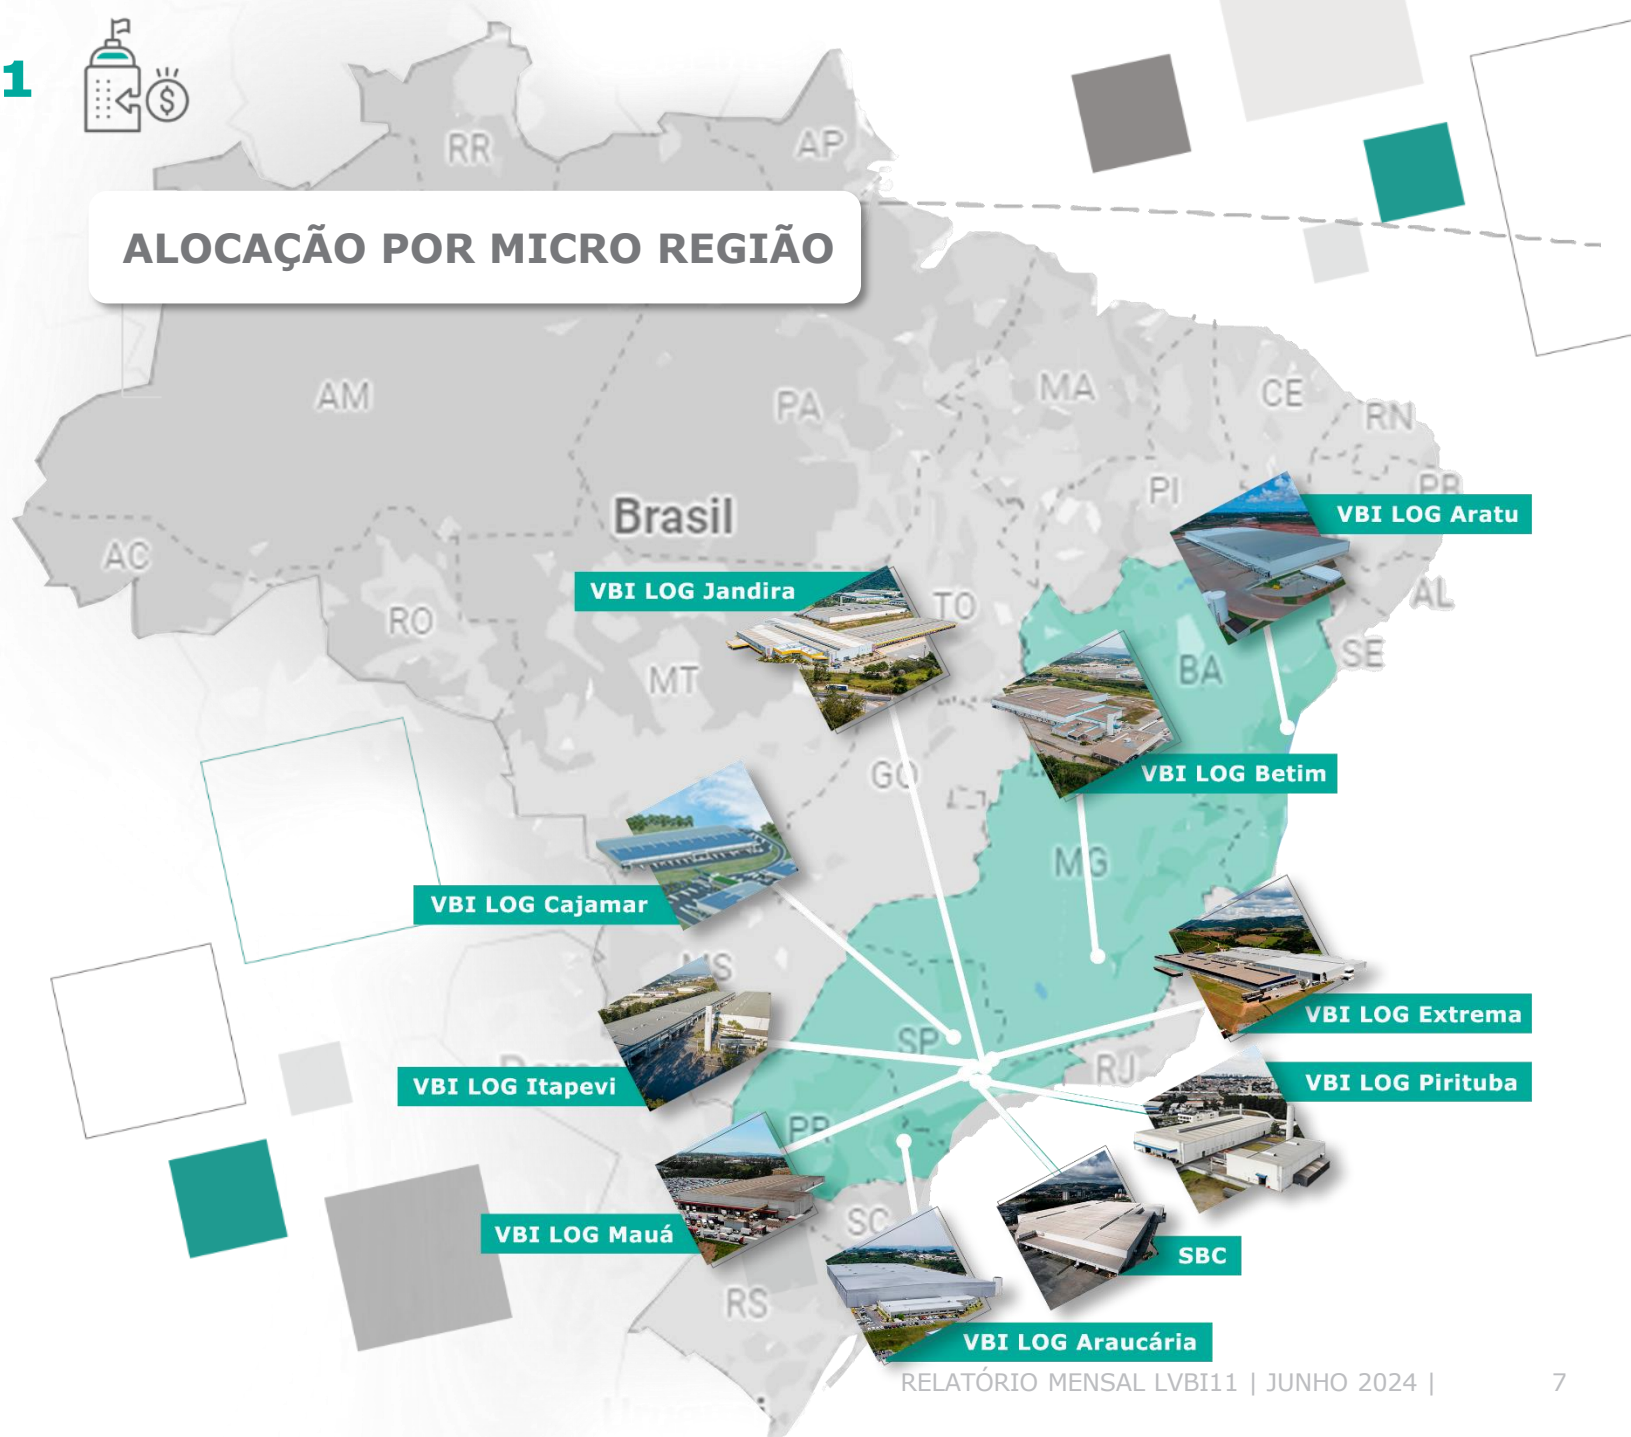 1
$
RR
AP
ALOCAÇÃO POR MICRO REGIÃO
AM
PA
MA
CE
RN
PI
PB
Brasil
VBI LOG Aratu
AC
VBI LOG Jandira
TO
AL
RO
SE
MT
BA
GO
VBI LOG Betim
MG
VBI LOG Cajamar
MS
VBI LOG Extrema
SP
RJ
VBI LOG Itapevi
VBI LOG Pirituba
PR
SC
VBI LOG Mauá
SBC
RS
VBI LOG Araucária
RELATÓRIO MENSAL LVBI11 | JUNHO 2024 |
7